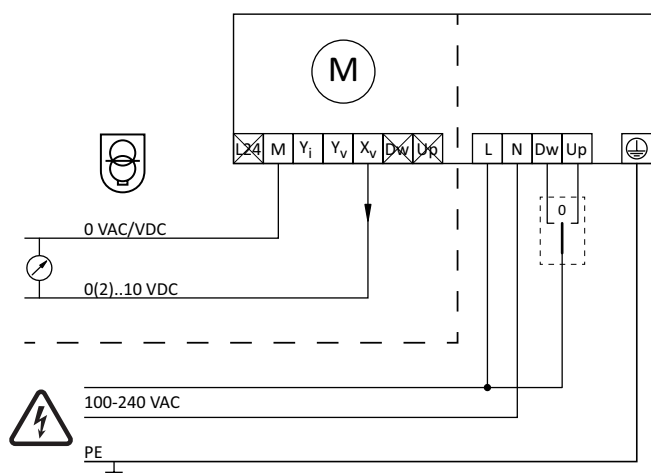 M
L24 M Yi Yv Xv Dw Up L N Dw Up
0
0 VAC/VDC
0(2)..10 VDC
100-240 VAC
PE